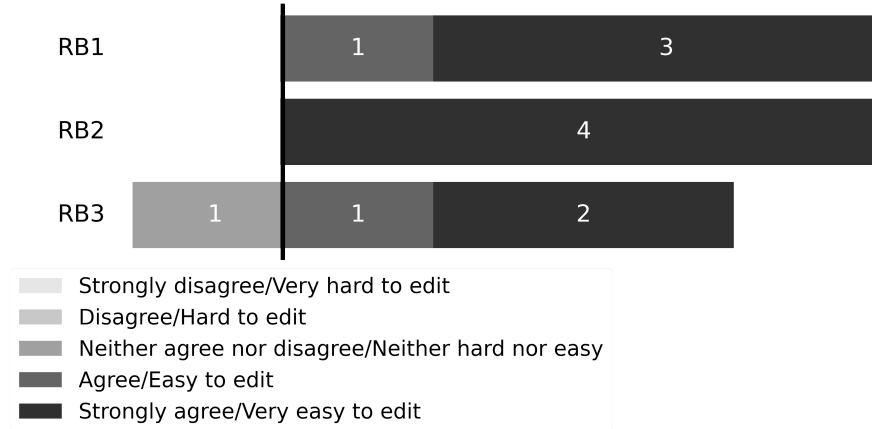 RB1 1 3
RB2 4
RB3 1 1 2
Strongly disagree/Very hard to edit
Disagree/Hard to edit
Neither agree nor disagree/Neither hard nor easy
Agree/Easy to edit
Strongly agree/Very easy to edit